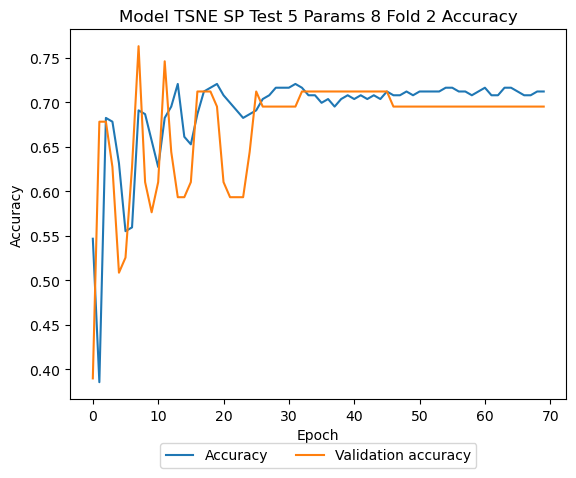 Model TSNE SP Test 5 Params 8 Fold 2 Accuracy
Accuracy
0.75
0.70
0.65
0.60
0.55
0.50
0.45
0.40
0 10 20 30 40 50 60 70
Epoch
Accuracy Validation accuracy